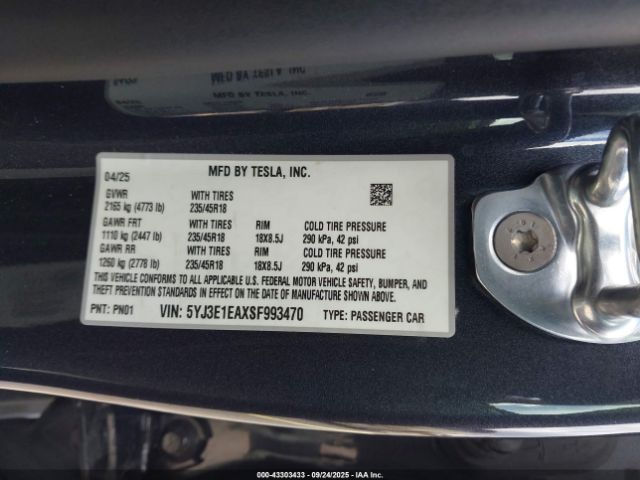 MFD BY TESLA, INC.
04/25
GVWR WITH TIRES
2165 kg (4773 lb) 235/45R18
GAWR FRT WITH TIRES RIM COLD TIRE PRESSURE
1110 kg (2447 lb) 235/45R18 18X8.5J 290 kPa, 42 psi
GAWR RR WITH TIRES RIM COLD TIRE PRESSURE
1260 kg (2778 lb) 235/45R18 18X8.5J 290 kPa, 42 psi
THIS VEHICLE CONFORMS TO ALL APPLICABLE U.S. FEDERAL MOTOR VEHICLE SAFETY, BUMPER, AND
THEFT PREVENTION STANDARDS IN EFFECT ON THE DATE OF MANUFACTURE SHOWN ABOVE.
PNT: PN01 VIN: 5YJ3E1EAXSF993470 TYPE: PASSENGER CAR
000-43303433 - 09/24/2025 - Copart, Inc.